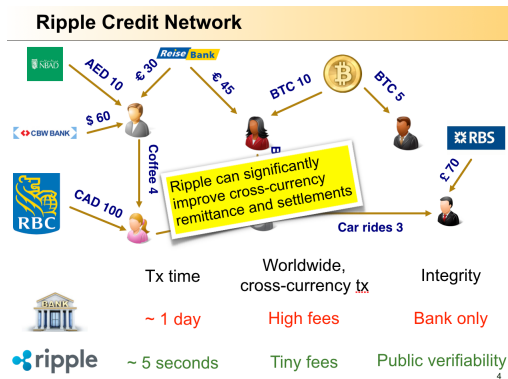 Ripple Credit Network
NBAD
AED 10
€ 30
ReiseBank
€ 45
BTC 10
BTC 5
$ 60
CBW BANK
RBS
£ 70
Coffee 4
B
RBC
CAD 100
Ripple can significantly
improve cross-currency
remittance and settlements
Car rides 3
Tx time
Worldwide,
cross-currency tx
Integrity
BANK
~ 1 day
High fees
Bank only
ripple
~ 5 seconds
Tiny fees
Public verifiability
4